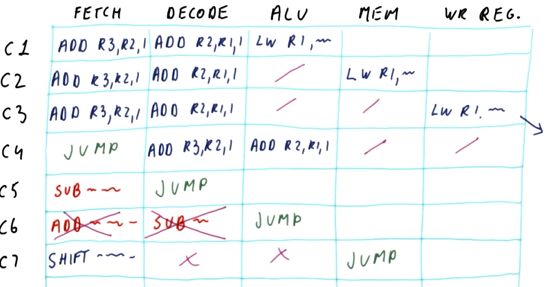 FETCH DECODE ALU MEM WR REG.
C1 ADD R3,R2,1 ADD R2,R1,1 LW R1,~
C2 ADD R3,R2,1 ADD R2,R1,1 / LW R1,~
C3 ADD R3,R2,1 ADD R2,R1,1 / / LW R1,~
C4 JUMP ADD R3,R2,1 ADD R2,R1,1 / /
C5 SUB ~~ JUMP
C6 ADD ~~- SUB ~ JUMP
C7 SHIFT ~~- X X JUMP